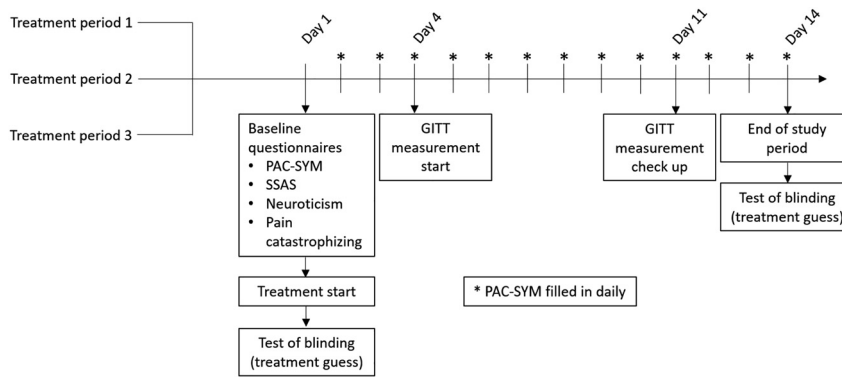 Treatment period 1
Treatment period 2
Treatment period 3
Day 1
Day 4
Day 11
Day 14
* * * * * * * * * * * * *
Baseline
questionnaires
• PAC-SYM
• SSAS
• Neuroticism
• Pain
catastrophizing
Treatment start
Test of blinding
(treatment guess)
GITT
measurement
start
GITT
measurement
check up
End of study
period
Test of blinding
(treatment guess)
* PAC-SYM filled in daily